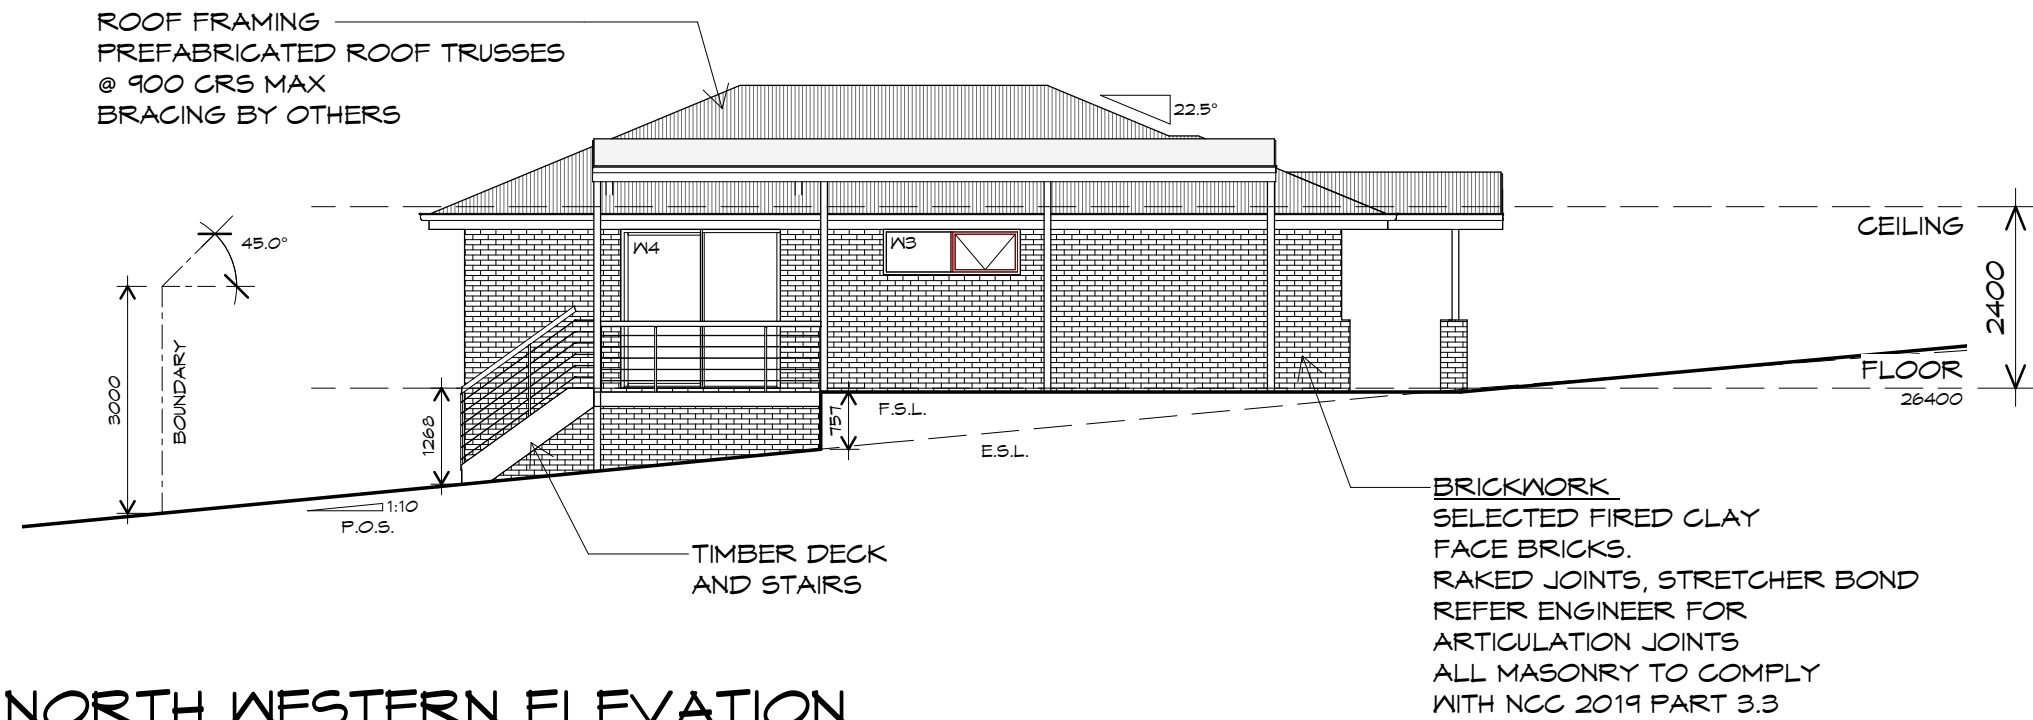 ROOF FRAMING
PREFABRICATED ROOF TRUSSES
@ 900 CRS MAX
BRACING BY OTHERS
22.5°
45.0°
W4
W3
CEILING
2400
3000
BOUNDARY
FLOOR
26400
1268
757
F.S.L.
E.S.L.
1:10
P.O.S.
TIMBER DECK
AND STAIRS
BRICKWORK
SELECTED FIRED CLAY
FACE BRICKS.
RAKED JOINTS, STRETCHER BOND
REFER ENGINEER FOR
ARTICULATION JOINTS
ALL MASONRY TO COMPLY
WITH NCC 2019 PART 3.3
NORTH WESTERN ELEVATION